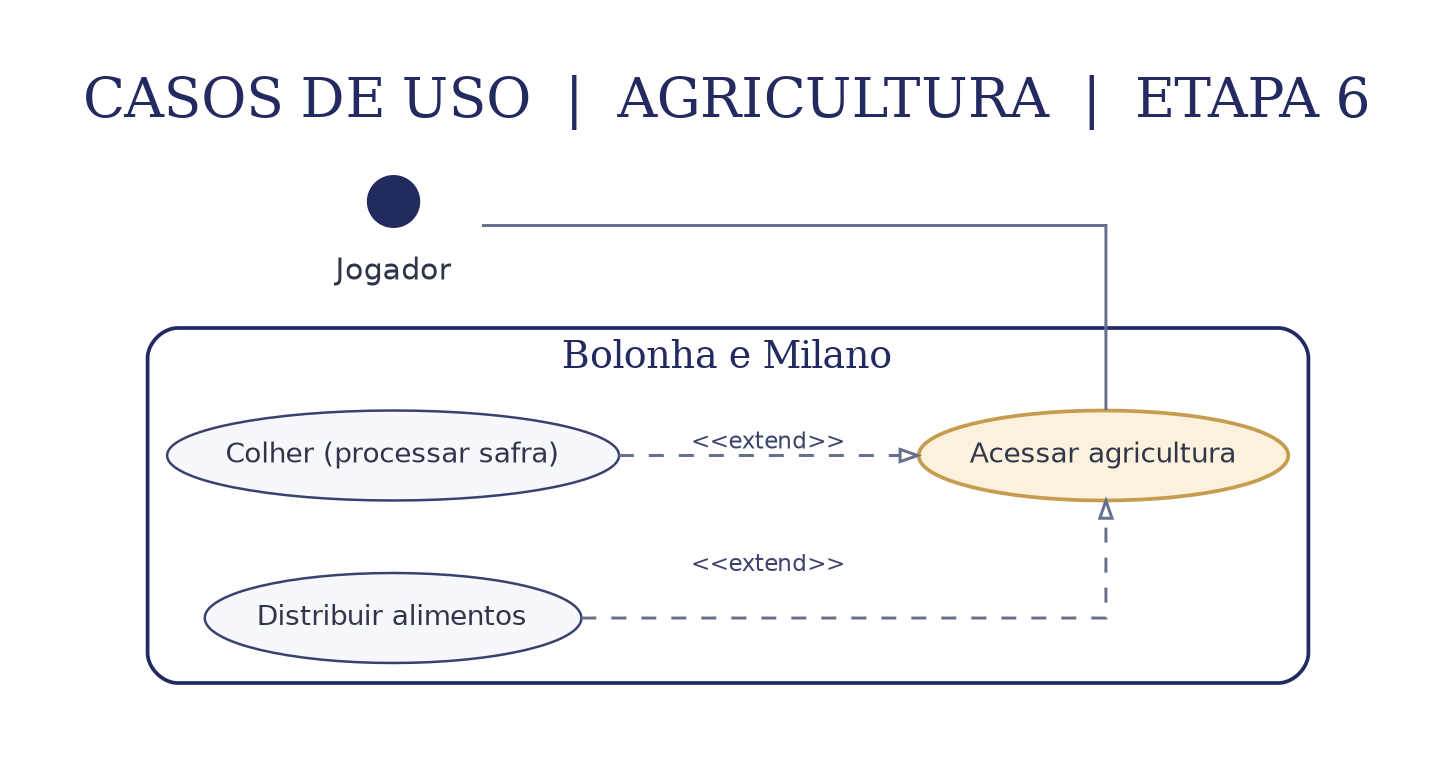 CASOS DE USO | AGRICULTURA | ETAPA 6
Jogador
Bolonha e Milano
Colher (processar safra)
<<extend>>
Acessar agricultura
<<extend>>
Distribuir alimentos